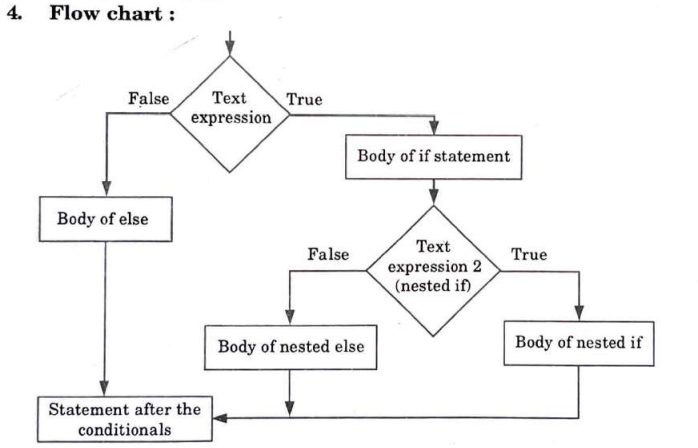 4. Flow chart :
False
Text
expression
True
Body of if statement
Body of else
False
Text
expression 2
(nested if)
True
Body of nested else
Body of nested if
Statement after the
conditionals